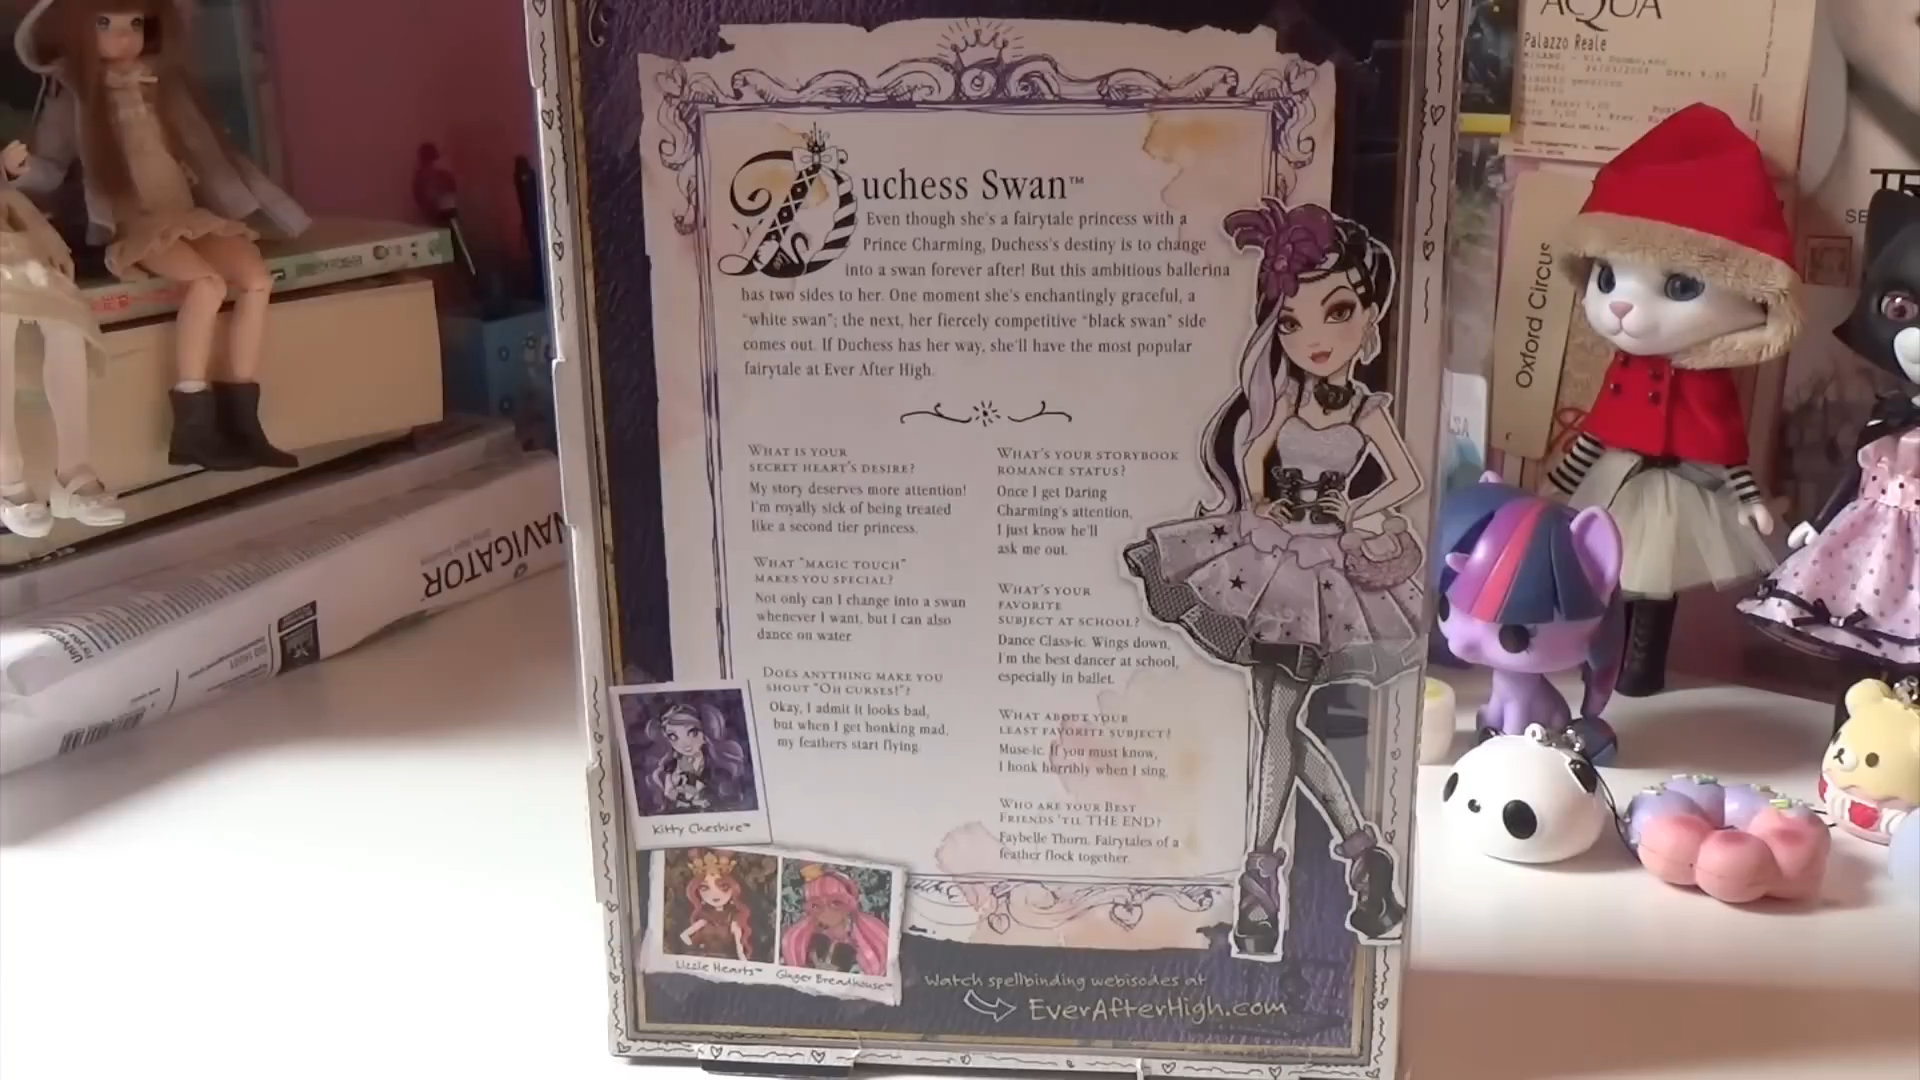 Duchess Swan™
Even though she's a fairytale princess with a
Prince Charming, Duchess's destiny is to change
into a swan forever after! But this ambitious ballerina
has two sides to her. One moment she's enchantingly graceful, a
"white swan"; the next, her fiercely competitive "black swan" side
comes out. If Duchess has her way, she'll have the most popular
fairytale at Ever After High.
WHAT IS YOUR
SECRET HEART'S DESIRE?
My story deserves more attention!
I'm royally sick of being treated
like a second tier princess.
WHAT "MAGIC TOUCH"
MAKES YOU SPECIAL?
Not only can I change into a swan
whenever I want, but I can also
dance on water.
DOES ANYTHING MAKE YOU
SHOUT "OH CURSES!"?
Okay, I admit it looks bad,
but when I get honking mad,
my feathers start flying.
WHAT'S YOUR STORYBOOK
ROMANCE STATUS?
Once I get Daring
Charming's attention,
I just know he'll
ask me out.
WHAT'S YOUR
FAVORITE
SUBJECT AT SCHOOL?
Dance Class-ic. Wings down,
I'm the best dancer at school,
especially in ballet.
WHAT ABOUT YOUR
LEAST FAVORITE SUBJECT?
Muse-ic. If you must know,
I honk horribly when I sing.
WHO ARE YOUR BEST
FRIENDS 'TIL THE END?
Faybelle Thorn. Fairytales of a
feather flock together.
Kitty Cheshire™
Lizzie Hearts™ Ginger Breadhouse™
Watch spellbinding webisodes at
EverAfterHigh.com
NAVIGATOR
AQUA
Palazzo Reale
Oxford Circus